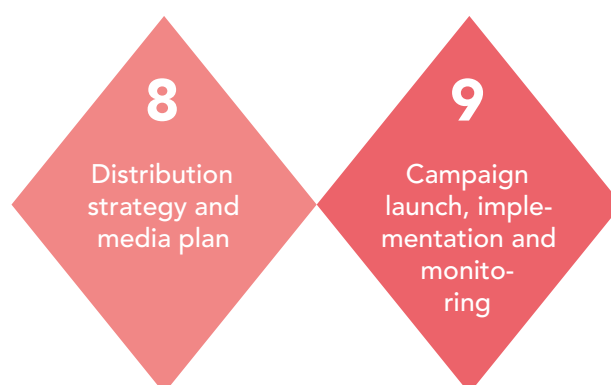 8
Distribution
strategy and
media plan
9
Campaign
launch, imple-
mentation and
monito-
ring